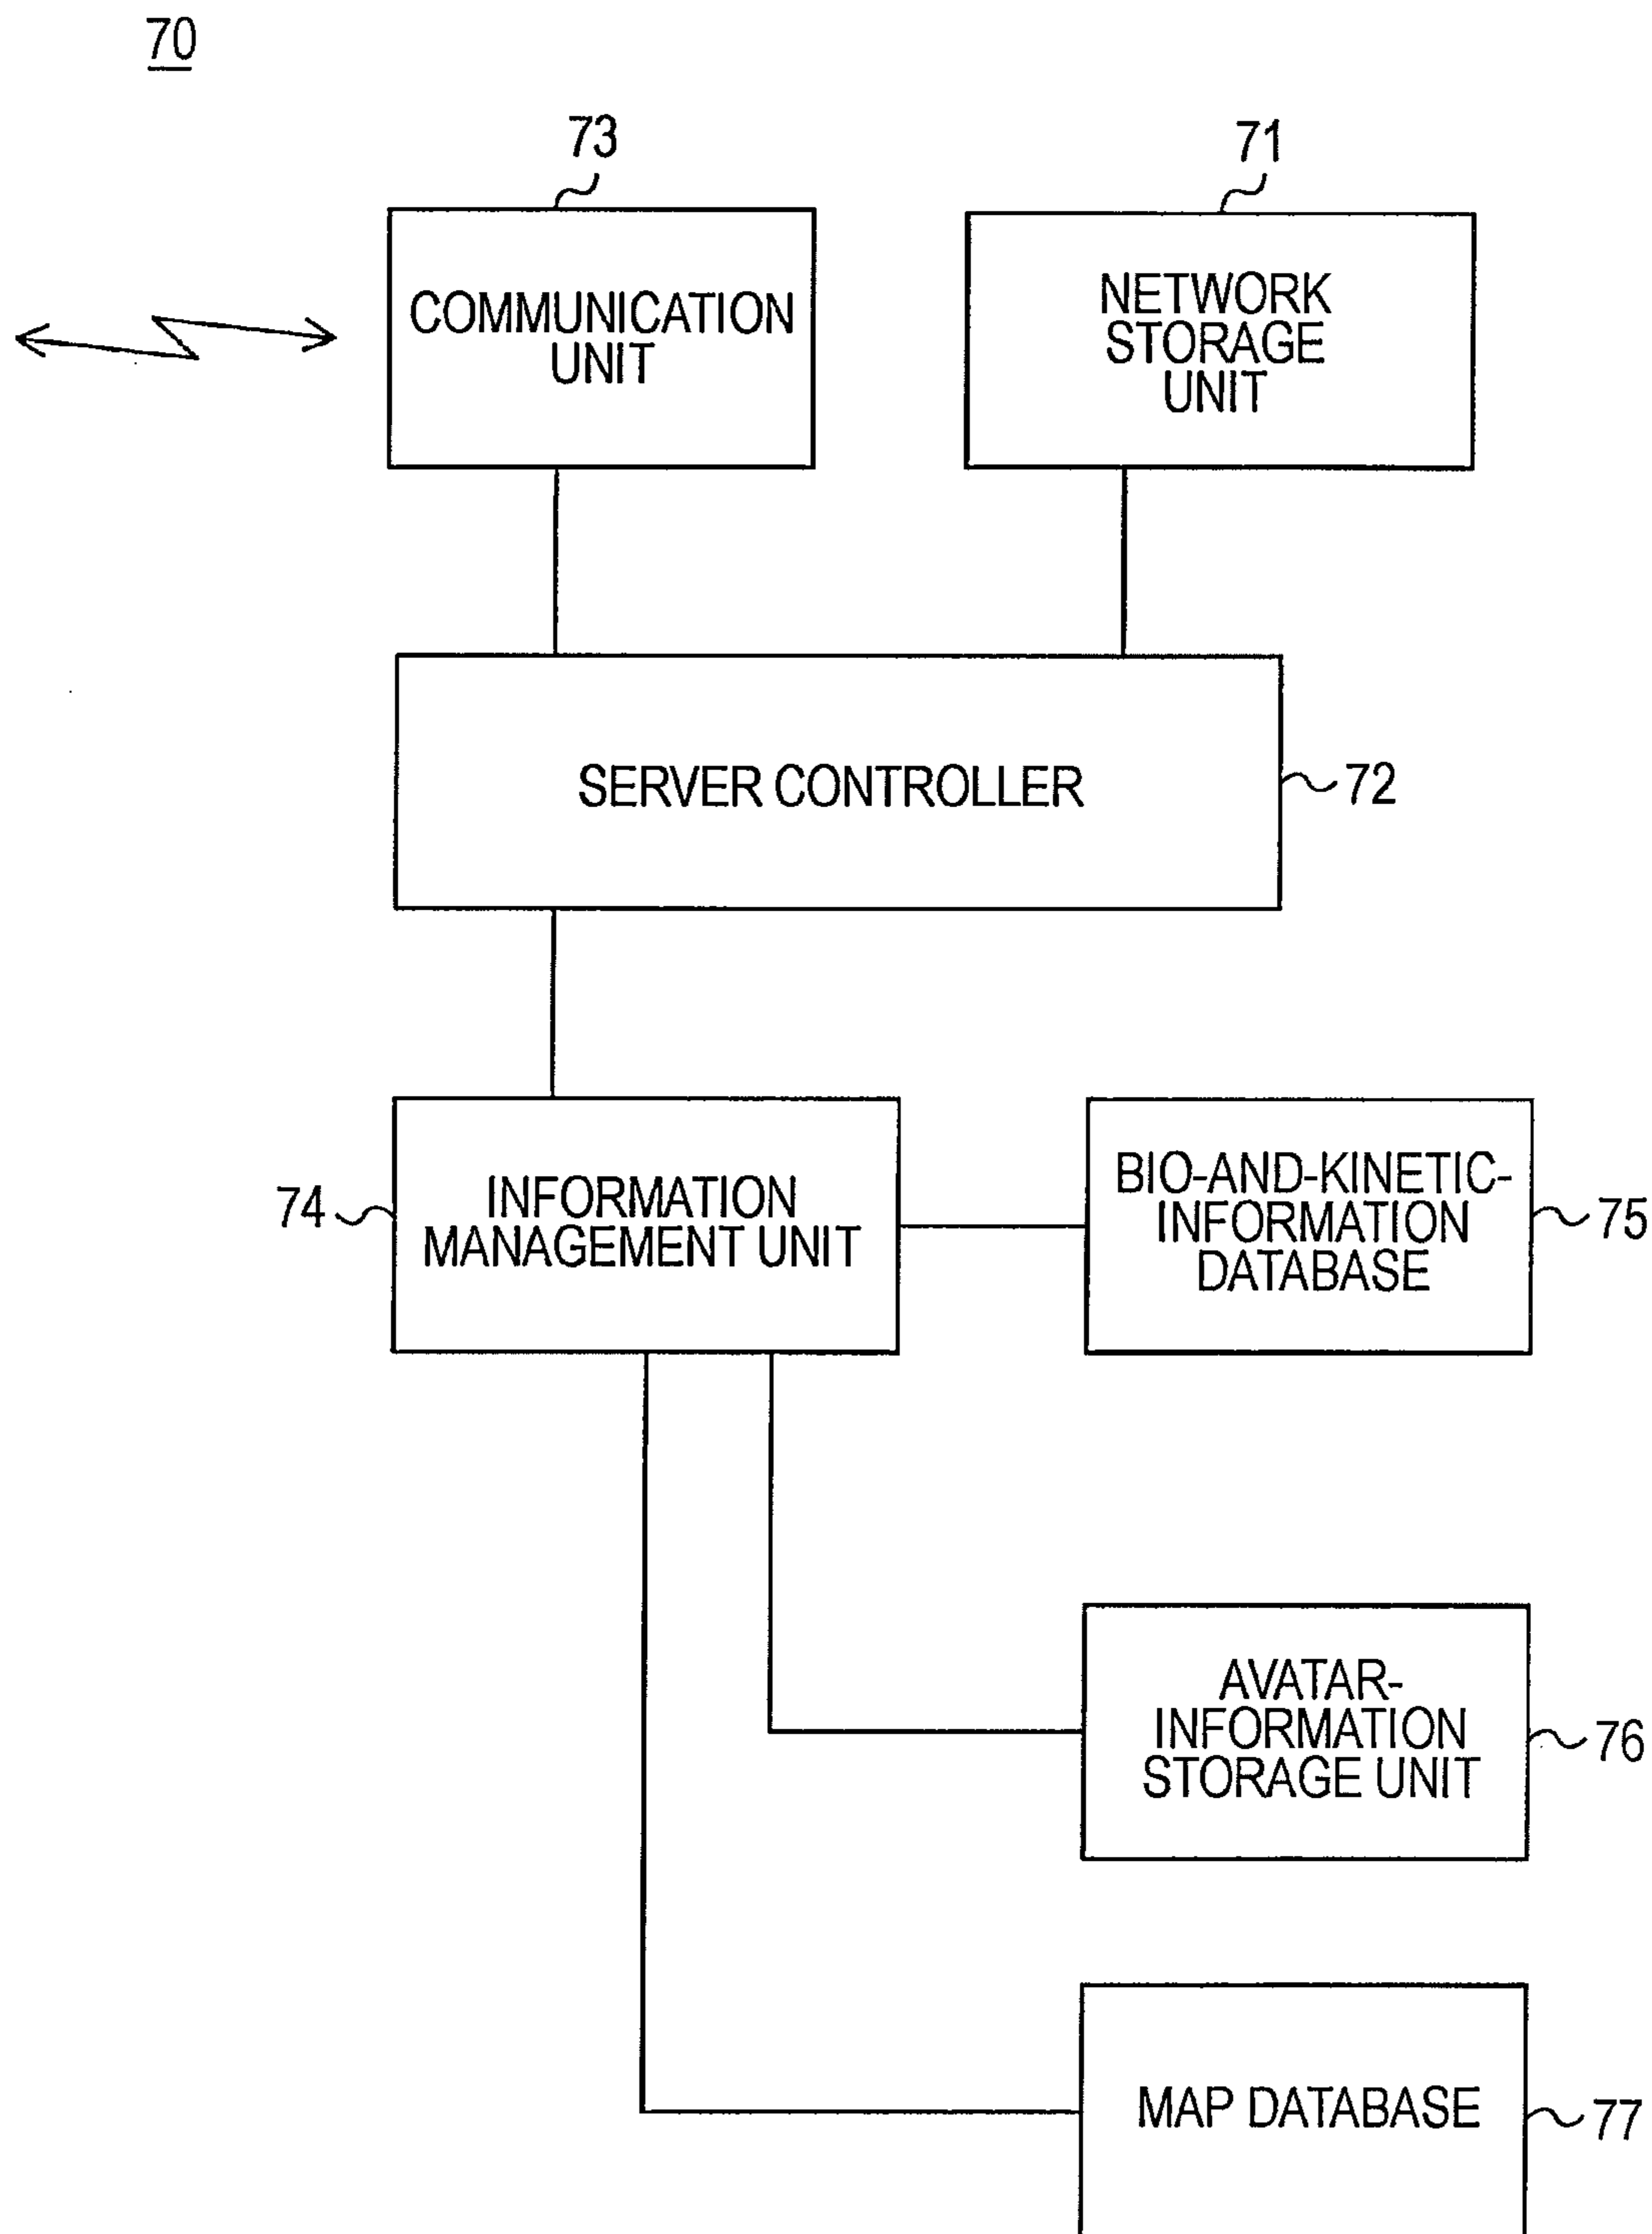 70
73
71
COMMUNICATION
UNIT
NETWORK
STORAGE
UNIT
SERVER CONTROLLER
72
74
INFORMATION
MANAGEMENT UNIT
BIO-AND-KINETIC-
INFORMATION
DATABASE
75
AVATAR-
INFORMATION
STORAGE UNIT
76
MAP DATABASE
77